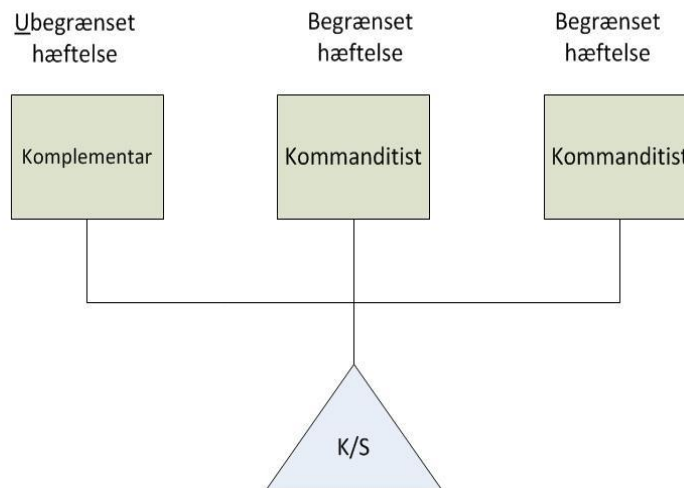 Ubegrænset
hæftelse
Begrænset
hæftelse
Begrænset
hæftelse
Komplementar
Kommanditist
Kommanditist
K/S